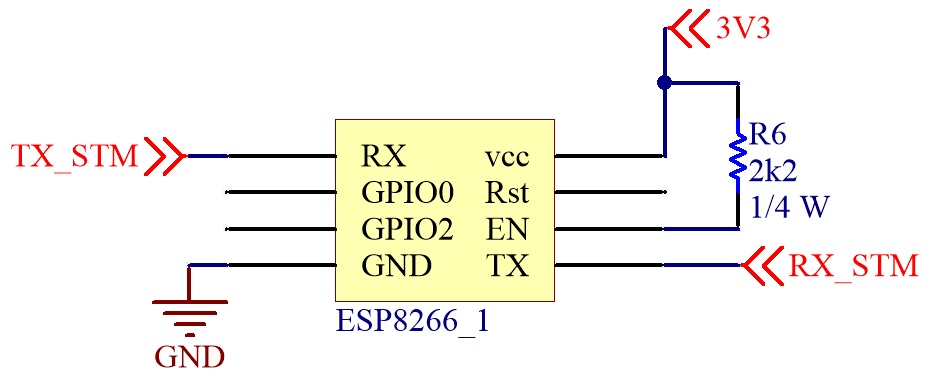 3V3
TX_STM
RX
vcc
R6
GPIO0
Rst
2k2
GPIO2
EN
1/4 W
GND
TX
RX_STM
ESP8266_1
GND